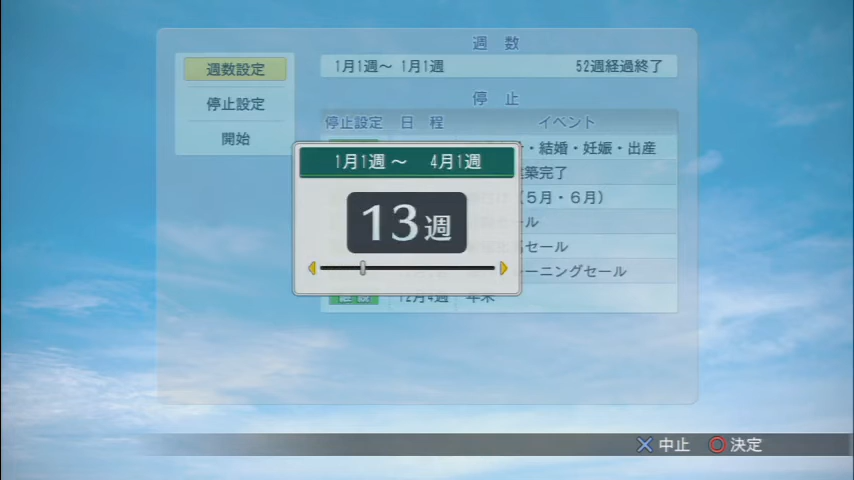 週 数
週数設定
1月1週～ 1月1週 52週経過終了
停止設定
停 止
開始
停止設定 日 程 イベント
・結婚・妊娠・出産
築完了
(5月・6月)
ール
セール
ーニングセール
12月4週 年末
1月1週 ～ 4月1週
13週
中止 決定